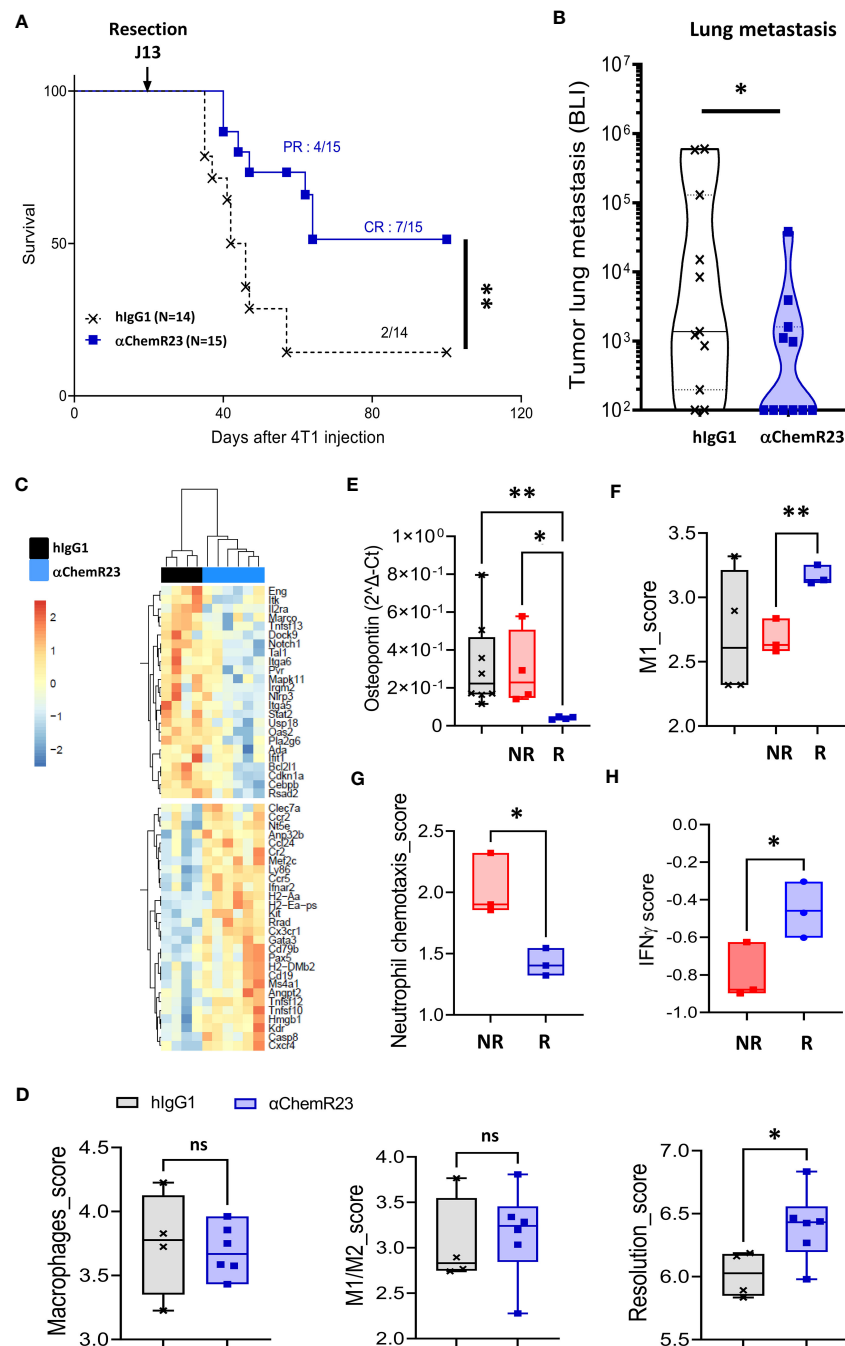 A
Resection
J13
100
50
0
Survival
PR : 4/15
CR : 7/15
2/14
**
hIgG1 (N=14)
αChemR23 (N=15)
0 40 80 120
Days after 4T1 injection
B
Lung metastasis
*
Tumor lung metastasis (BLI)
10^7
10^6
10^5
10^4
10^3
10^2
hIgG1 αChemR23
C
hIgG1
αChemR23
2
1
0
−1
−2
Eng
Itk
Il2ra
Marco
Tnfsf13
Dock9
Notch1
Tal1
Itga6
Pvr
Mapk11
Irgm2
Nlrp3
Itga5
Stat2
Usp18
Oas2
Pla2g6
Ada
Ifit1
Bcl2l1
Cdkn1a
Cebpb
Rsad2
Clec7a
Ccr2
Nt5e
Anp32b
Ccl24
Cr2
Mef2c
Ly86
Ccr5
Ifnar2
H2−Aa
H2−Ea−ps
Kit
Rrad
Cx3cr1
Gata3
Cd79b
Pax5
H2−DMb2
Cd19
Ms4a1
Angpt2
Tnfsf12
Tnfsf10
Hmgb1
Kdr
Casp8
Cxcr4
E
**
*
Osteopontin (2^Δ-Ct)
1×10^0
8×10^-1
6×10^-1
4×10^-1
2×10^-1
0
NR R
F
**
M1_score
3.5
3.0
2.5
2.0
NR R
G
*
Neutrophil chemotaxis_score
2.5
2.0
1.5
1.0
NR R
H
*
IFNγ score
0.0
-0.2
-0.4
-0.6
-0.8
-1.0
NR R
D
hIgG1 αChemR23
ns
Macrophages_score
4.5
4.0
3.5
3.0
ns
M1/M2_score
4.0
3.5
3.0
2.5
2.0
*
Resolution_score
7.0
6.5
6.0
5.5